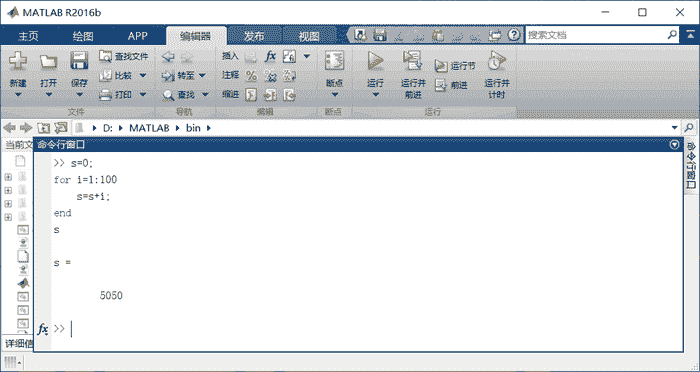 MATLAB R2016b
主页 绘图 APP 编辑器 发布 视图 搜索文档
新建 打开 保存 查找文件 比较 打印 转至 查找 插入 fx 注释 % 缩进 断点 运行 运行并前进 运行节 前进 运行并计时
文件 导航 编辑 断点 运行
D: MATLAB bin
当前文 命令行窗口 命令行窗口
>> s=0;
for i=1:100
s=s+i;
end
s
s =
5050
fx >>
详细信